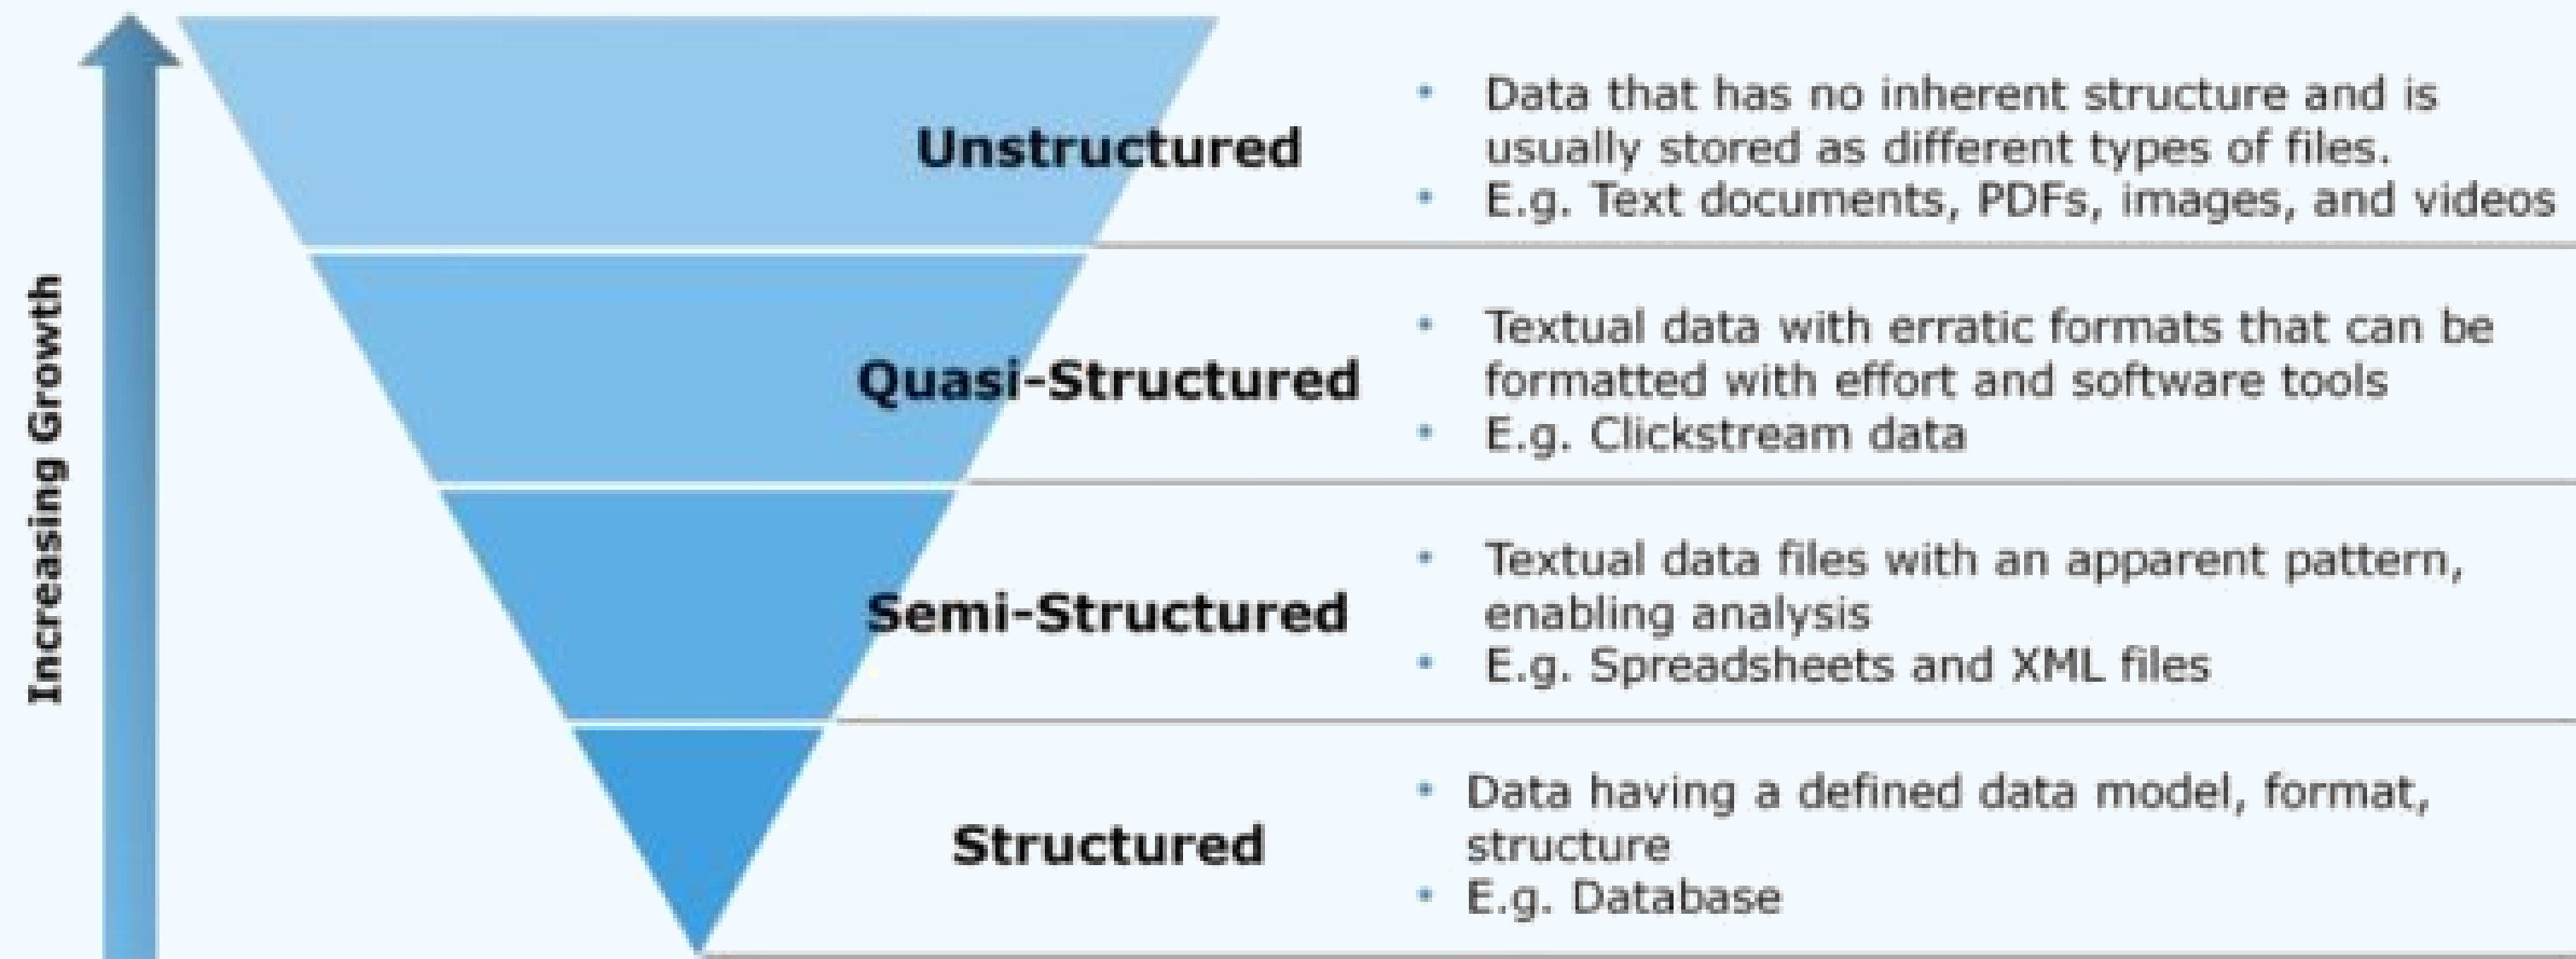 Increasing Growth
Unstructured
• Data that has no inherent structure and is
usually stored as different types of files.
• E.g. Text documents, PDFs, images, and videos
Quasi-Structured
• Textual data with erratic formats that can be
formatted with effort and software tools
• E.g. Clickstream data
Semi-Structured
• Textual data files with an apparent pattern,
enabling analysis
• E.g. Spreadsheets and XML files
Structured
• Data having a defined data model, format,
structure
• E.g. Database